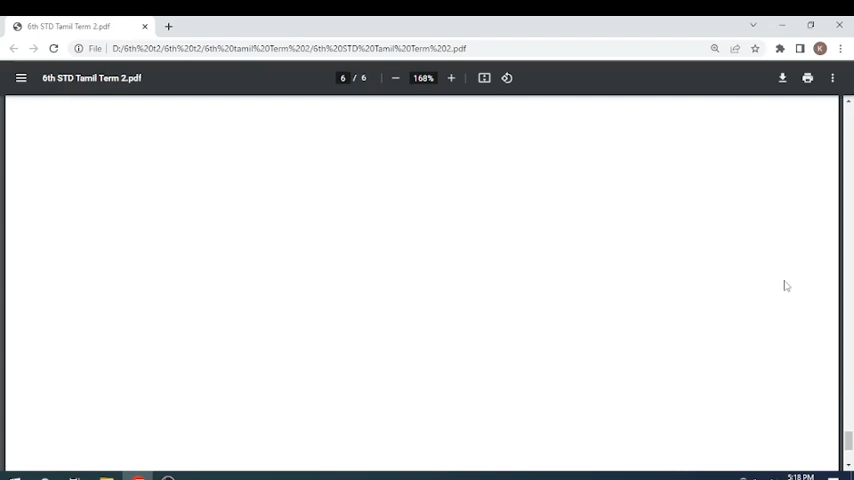 6th STD Tamil Term 2.pdf
File D:/6th%20t2/6th%20t2/6th%20tamil%20Term%202/6th%20STD%20Tamil%20Term%202.pdf
K
6th STD Tamil Term 2.pdf
6 / 6
168%
5:18 PM